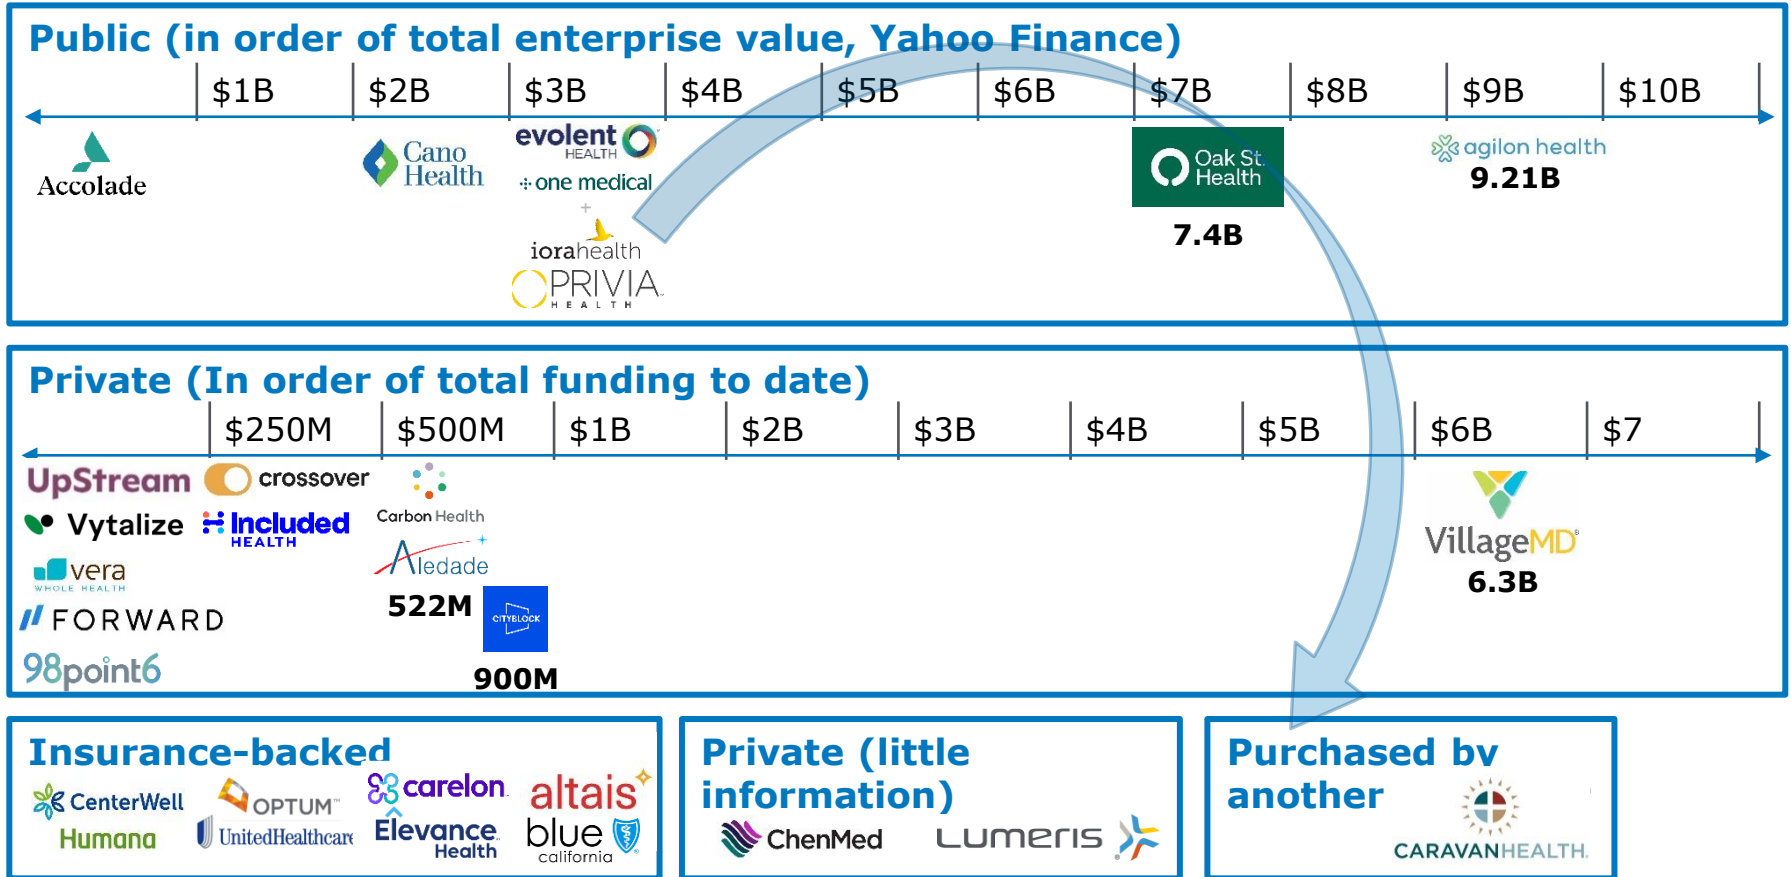 Public (in order of total enterprise value, Yahoo Finance)
$1B $2B $3B $4B $5B $6B $7B $8B $9B $10B
Accolade
Cano
Health
evolent
HEALTH
one medical
+
iorahealth
PRIVIA
HEALTH
Oak St.
Health
7.4B
agilon health
9.21B
Private (In order of total funding to date)
$250M $500M $1B $2B $3B $4B $5B $6B $7
UpStream
Vytalize
vera
WHOLE HEALTH
FORWARD
98point6
crossover
Included
HEALTH
Carbon Health
Aledade
522M
CITYBLOCK
900M
VillageMD
6.3B
Insurance-backed
CenterWell
Humana
OPTUM™
UnitedHealthcare
carelon
Elevance
Health
altais
blue
california
Private (little
information)
ChenMed
LUMERIS
Purchased by
another
CARAVANHEALTH.